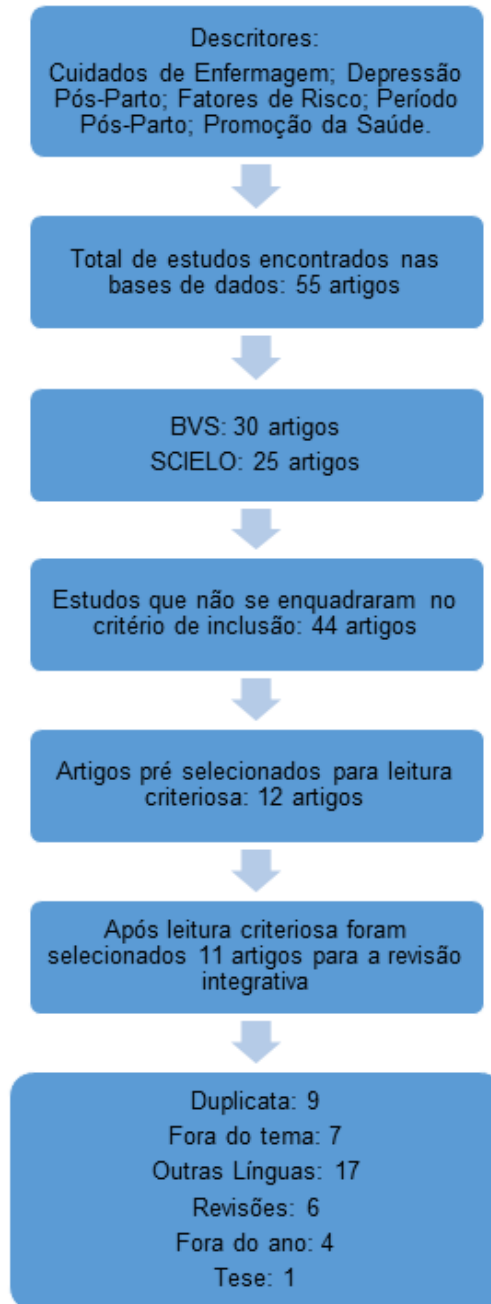 Descritores:
Cuidados de Enfermagem; Depressão
Pós-Parto; Fatores de Risco; Período
Pós-Parto; Promoção da Saúde.
Total de estudos encontrados nas
bases de dados: 55 artigos
BVS: 30 artigos
SCIELO: 25 artigos
Estudos que não se enquadraram no
critério de inclusão: 44 artigos
Artigos pré selecionados para leitura
criteriosa: 12 artigos
Após leitura criteriosa foram
selecionados 11 artigos para a revisão
integrativa
Duplicata: 9
Fora do tema: 7
Outras Línguas: 17
Revisões: 6
Fora do ano: 4
Tese: 1